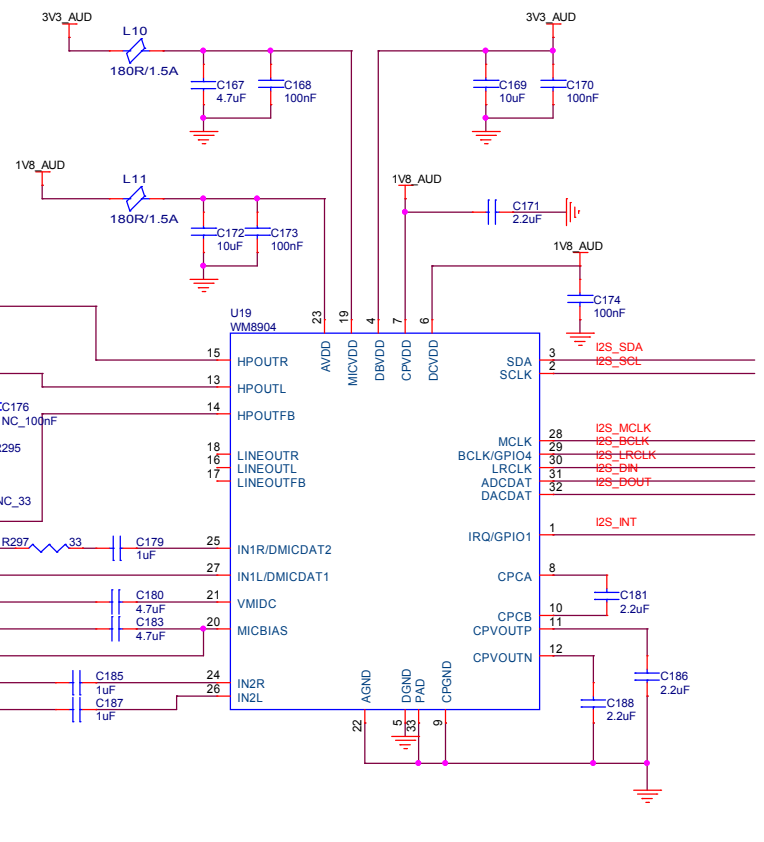 3V3_AUD
3V3_AUD
L10
180R/1.5A
C167
4.7uF
C168
100nF
C169
10uF
C170
100nF
1V8_AUD
L11
180R/1.5A
1V8_AUD
C171
2.2uF
C172
10uF
C173
100nF
1V8_AUD
C174
100nF
U19
WM8904
23
19
4
7
6
AVDD
MICVDD
DBVDD
CPVDD
DCVDD
15
HPOUTR
13
HPOUTL
14
HPOUTFB
18
LINEOUTR
16
LINEOUTL
17
LINEOUTFB
25
IN1R/DMICDAT2
27
IN1L/DMICDAT1
21
VMIDC
20
MICBIAS
24
IN2R
26
IN2L
SDA
3
I2S_SDA
SCLK
2
I2S_SCL
MCLK
28
I2S_MCLK
BCLK/GPIO4
29
I2S_BCLK
LRCLK
30
I2S_LRCLK
ADCDAT
31
I2S_DIN
DACDAT
32
I2S_DOUT
IRQ/GPIO1
1
I2S_INT
CPCA
8
C181
2.2uF
CPCB
10
CPVOUTP
11
CPVOUTN
12
C186
2.2uF
C188
2.2uF
AGND
DGND
PAD
CPGND
22
5
33
9
C176
NC_100nF
R295
NC_33
R297
33
C179
1uF
C180
4.7uF
C183
4.7uF
C185
1uF
C187
1uF